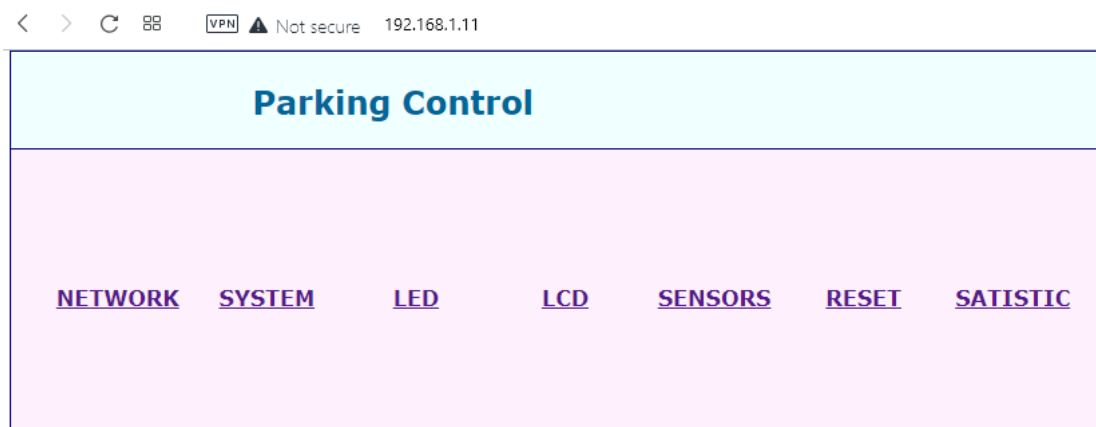 VPN Not secure 192.168.1.11
Parking Control
NETWORK SYSTEM LED LCD SENSORS RESET SATISTIC